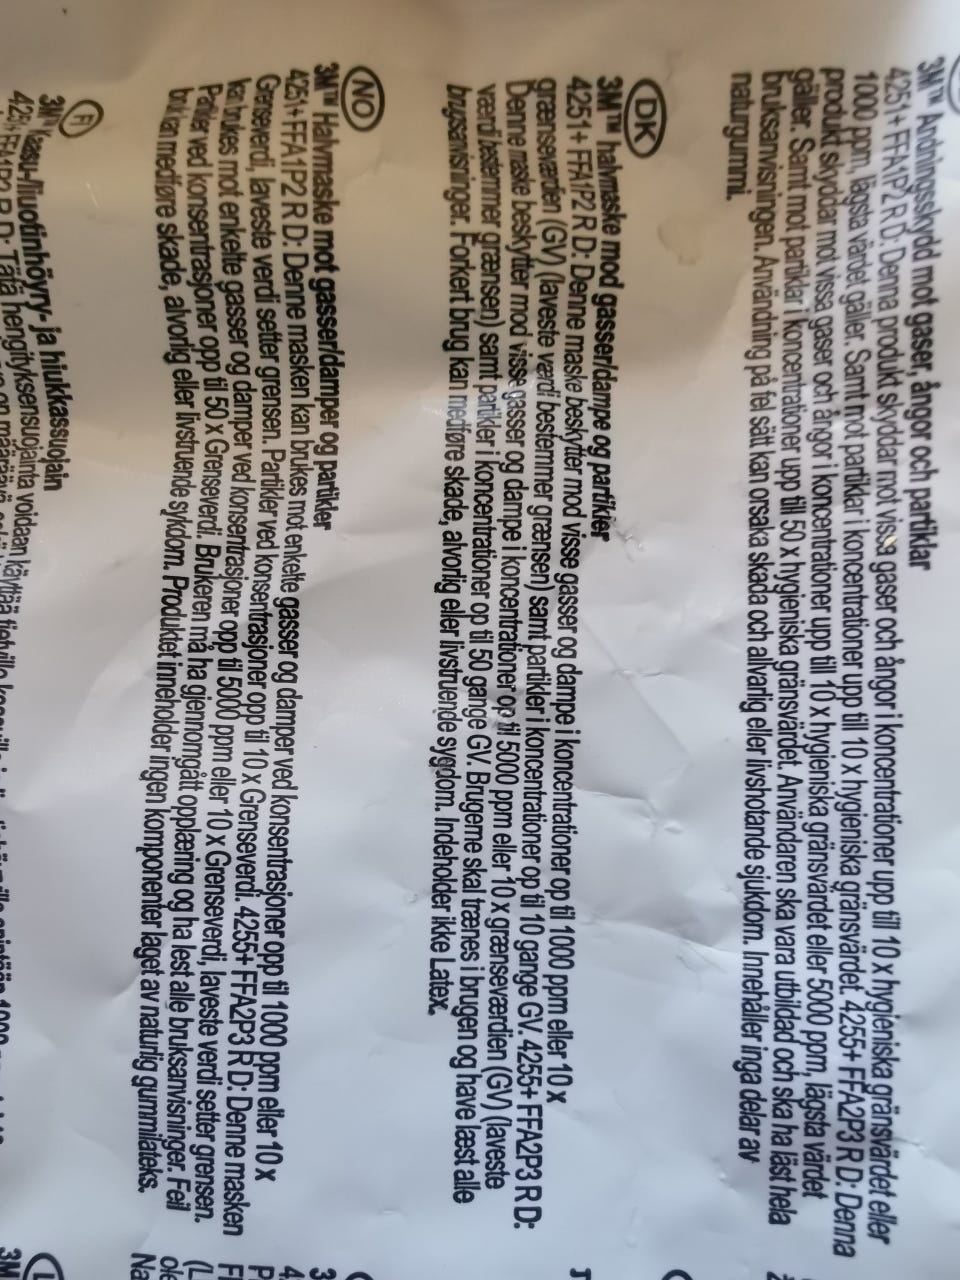 3M™ Andningsskydd mot gaser, ångor och partiklar
4251+ FFA1P2 R D: Denna produkt skyddar mot vissa gaser och ångor i koncentrationer upp till 10 x hygieniska gränsvärdet eller
1000 ppm, lägsta värdet gäller. Samt mot partiklar i koncentrationer upp till 10 x hygieniska gränsvärdet. 4255+ FFA2P3 R D: Denna
produkt skyddar mot vissa gaser och ångor i koncentrationer upp till 10 x hygieniska gränsvärdet eller 5000 ppm, lägsta värdet
gäller. Samt mot partiklar i koncentrationer upp till 50 x hygieniska gränsvärdet. Användaren ska vara utbildad och ska ha läst hela
bruksanvisningen. Användning på fel sätt kan orsaka skada och allvarlig eller livshotande sjukdom. Innehåller inga delar av
naturgummi.
DK
3M™ halvmaske mod gasser/dampe og partikler
4251+ FFA1P2 R D: Denne maske beskytter mod visse gasser og dampe i koncentrationer op til 1000 ppm eller 10 x
grænseværdien (GV) (laveste værdi bestemmer grænsen) samt partikler i koncentrationer op til 10 gange GV. 4255+ FFA2P3 R D:
Denne maske beskytter mod visse gasser og dampe i koncentrationer op til 5000 ppm eller 10 x grænseværdien (GV) (laveste
værdi bestemmer grænsen) samt partikler i koncentrationer op til 50 gange GV. Brugerne skal trænes i brugen og have læst alle
brugsanvisninger. Forkert brug kan medføre skade, alvorlig eller livstruende sygdom. Indeholder ikke Latex.
NO
3M™ Halvmaske mot gasser/damper og partikler
4251+ FFA1P2 R D: Denne masken kan brukes mot enkelte gasser og damper ved konsentrasjoner opp til 1000 ppm eller 10 x
Grenseverdi, laveste verdi setter grensen. Partikler ved konsentrasjoner opp til 10 x Grenseverdi. 4255+ FFA2P3 R D: Denne masken
kan brukes mot enkelte gasser og damper ved konsentrasjoner opp til 5000 ppm eller 10 x Grenseverdi, laveste verdi setter grensen.
Partikler ved konsentrasjoner opp til 50 x Grenseverdi. Brukeren må ha gjennomgått opplæring og ha lest alle bruksanvisninger. Feil
bruk kan medføre skade, alvorlig eller livstruende sykdom. Produktet inneholder ingen komponenter laget av naturlig gummilateks.
FI
3M™ Kaasu-/liuotinhöyry- ja hiukkassuojain
4251+ FFA1P2 R D: Tätä hengityksensuojainta voidaan käyttää